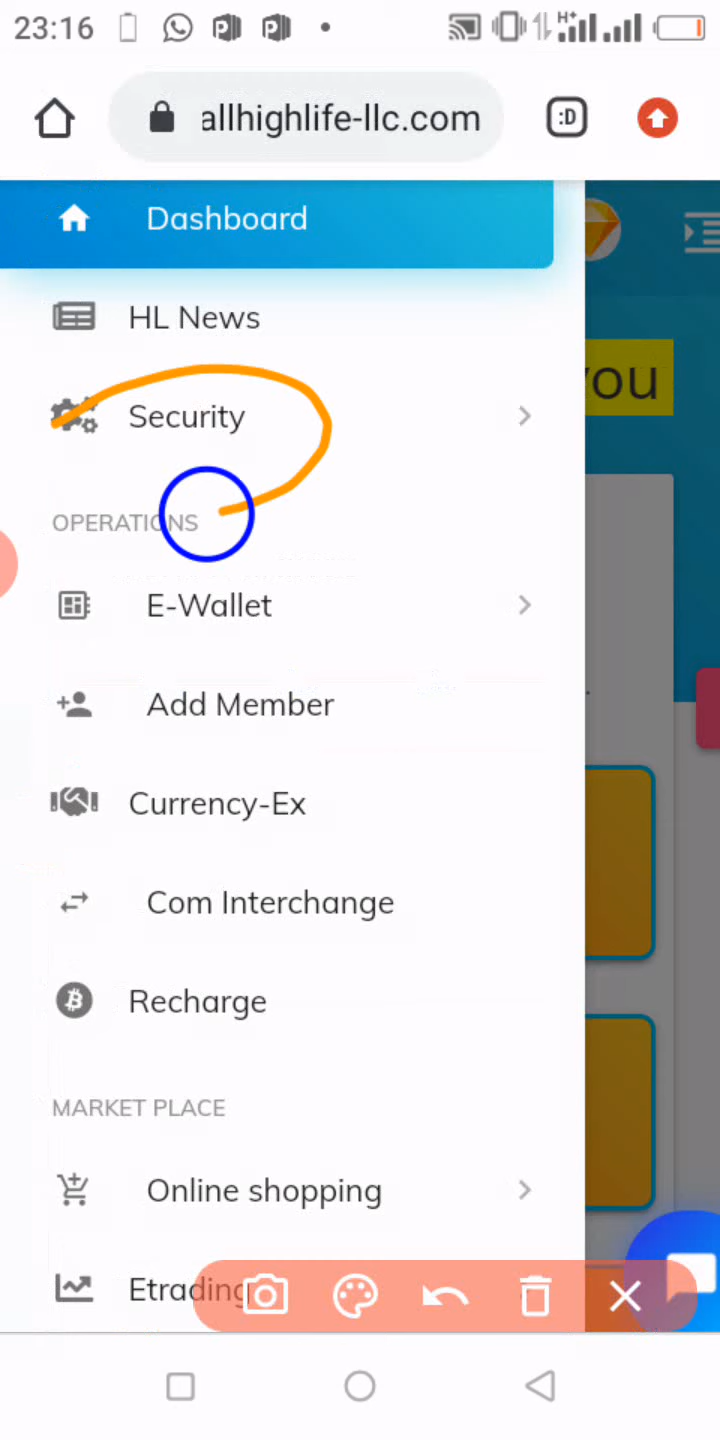 23:16
H+
allhighlife-llc.com
:D
Dashboard
HL News
you
Security
OPERATIONS
E-Wallet
Add Member
Currency-Ex
Com Interchange
Recharge
MARKET PLACE
Online shopping
Etrading